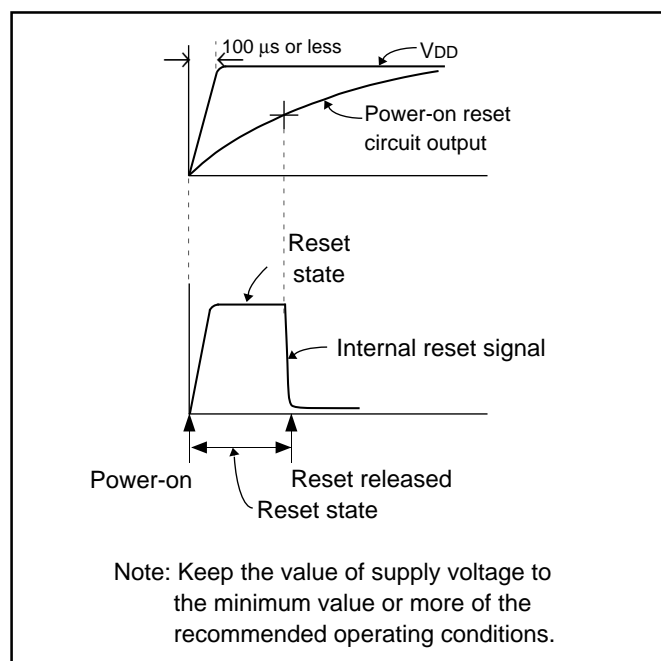 100 µs or less
VDD
Power-on reset
circuit output
Reset
state
Internal reset signal
Power-on
Reset released
Reset state
Note: Keep the value of supply voltage to
the minimum value or more of the
recommended operating conditions.